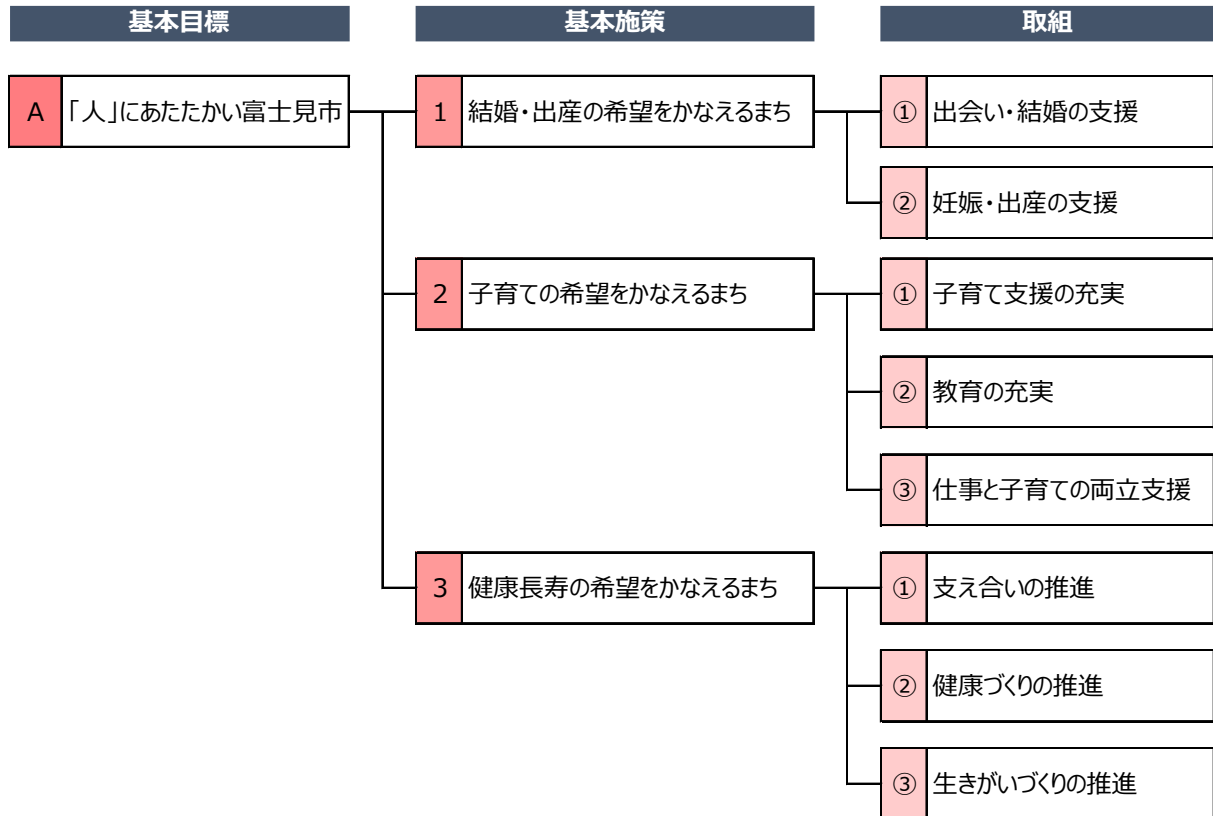 基本目標
基本施策
取組
A 「人」にあたたかい富士見市
1 結婚・出産の希望をかなえるまち
① 出会い・結婚の支援
② 妊娠・出産の支援
2 子育ての希望をかなえるまち
① 子育て支援の充実
② 教育の充実
③ 仕事と子育ての両立支援
3 健康長寿の希望をかなえるまち
① 支え合いの推進
② 健康づくりの推進
③ 生きがいづくりの推進